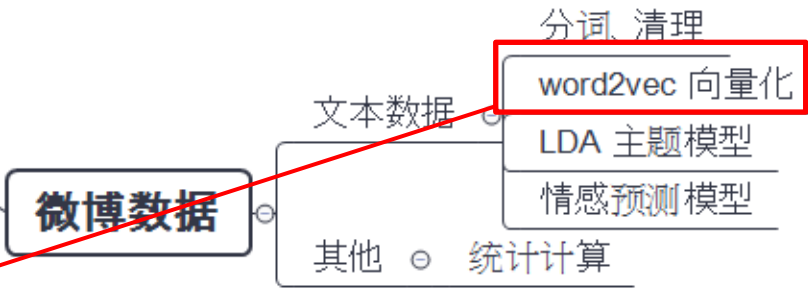 分词、清理
word2vec 向量化
文本数据
LDA 主题模型
微博数据
情感预测模型
其他
统计计算